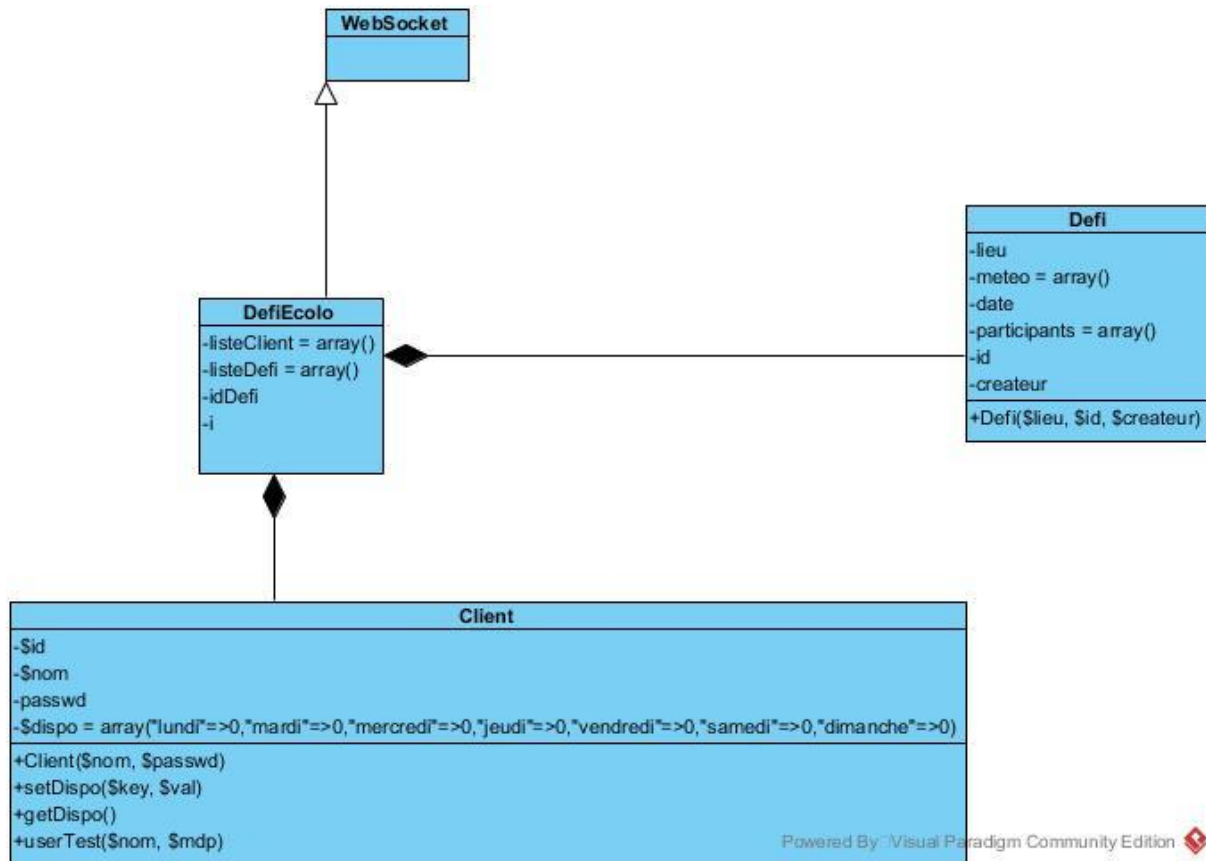 WebSocket
Defi
-lieu
-meteo = array()
-date
-participants = array()
-id
-createur
+Defi($lieu, $id, $createur)
DefiEcolo
-listeClient = array()
-listeDefi = array()
-idDefi
-i
Client
-$id
-$nom
-passwd
-$dispo = array("lundi"=>0,"mardi"=>0,"mercredi"=>0,"jeudi"=>0,"vendredi"=>0,"samedi"=>0,"dimanche"=>0)
+Client($nom, $passwd)
+setDispo($key, $val)
+getDispo()
+userTest($nom, $mdp)
Powered By Visual Paradigm Community Edition